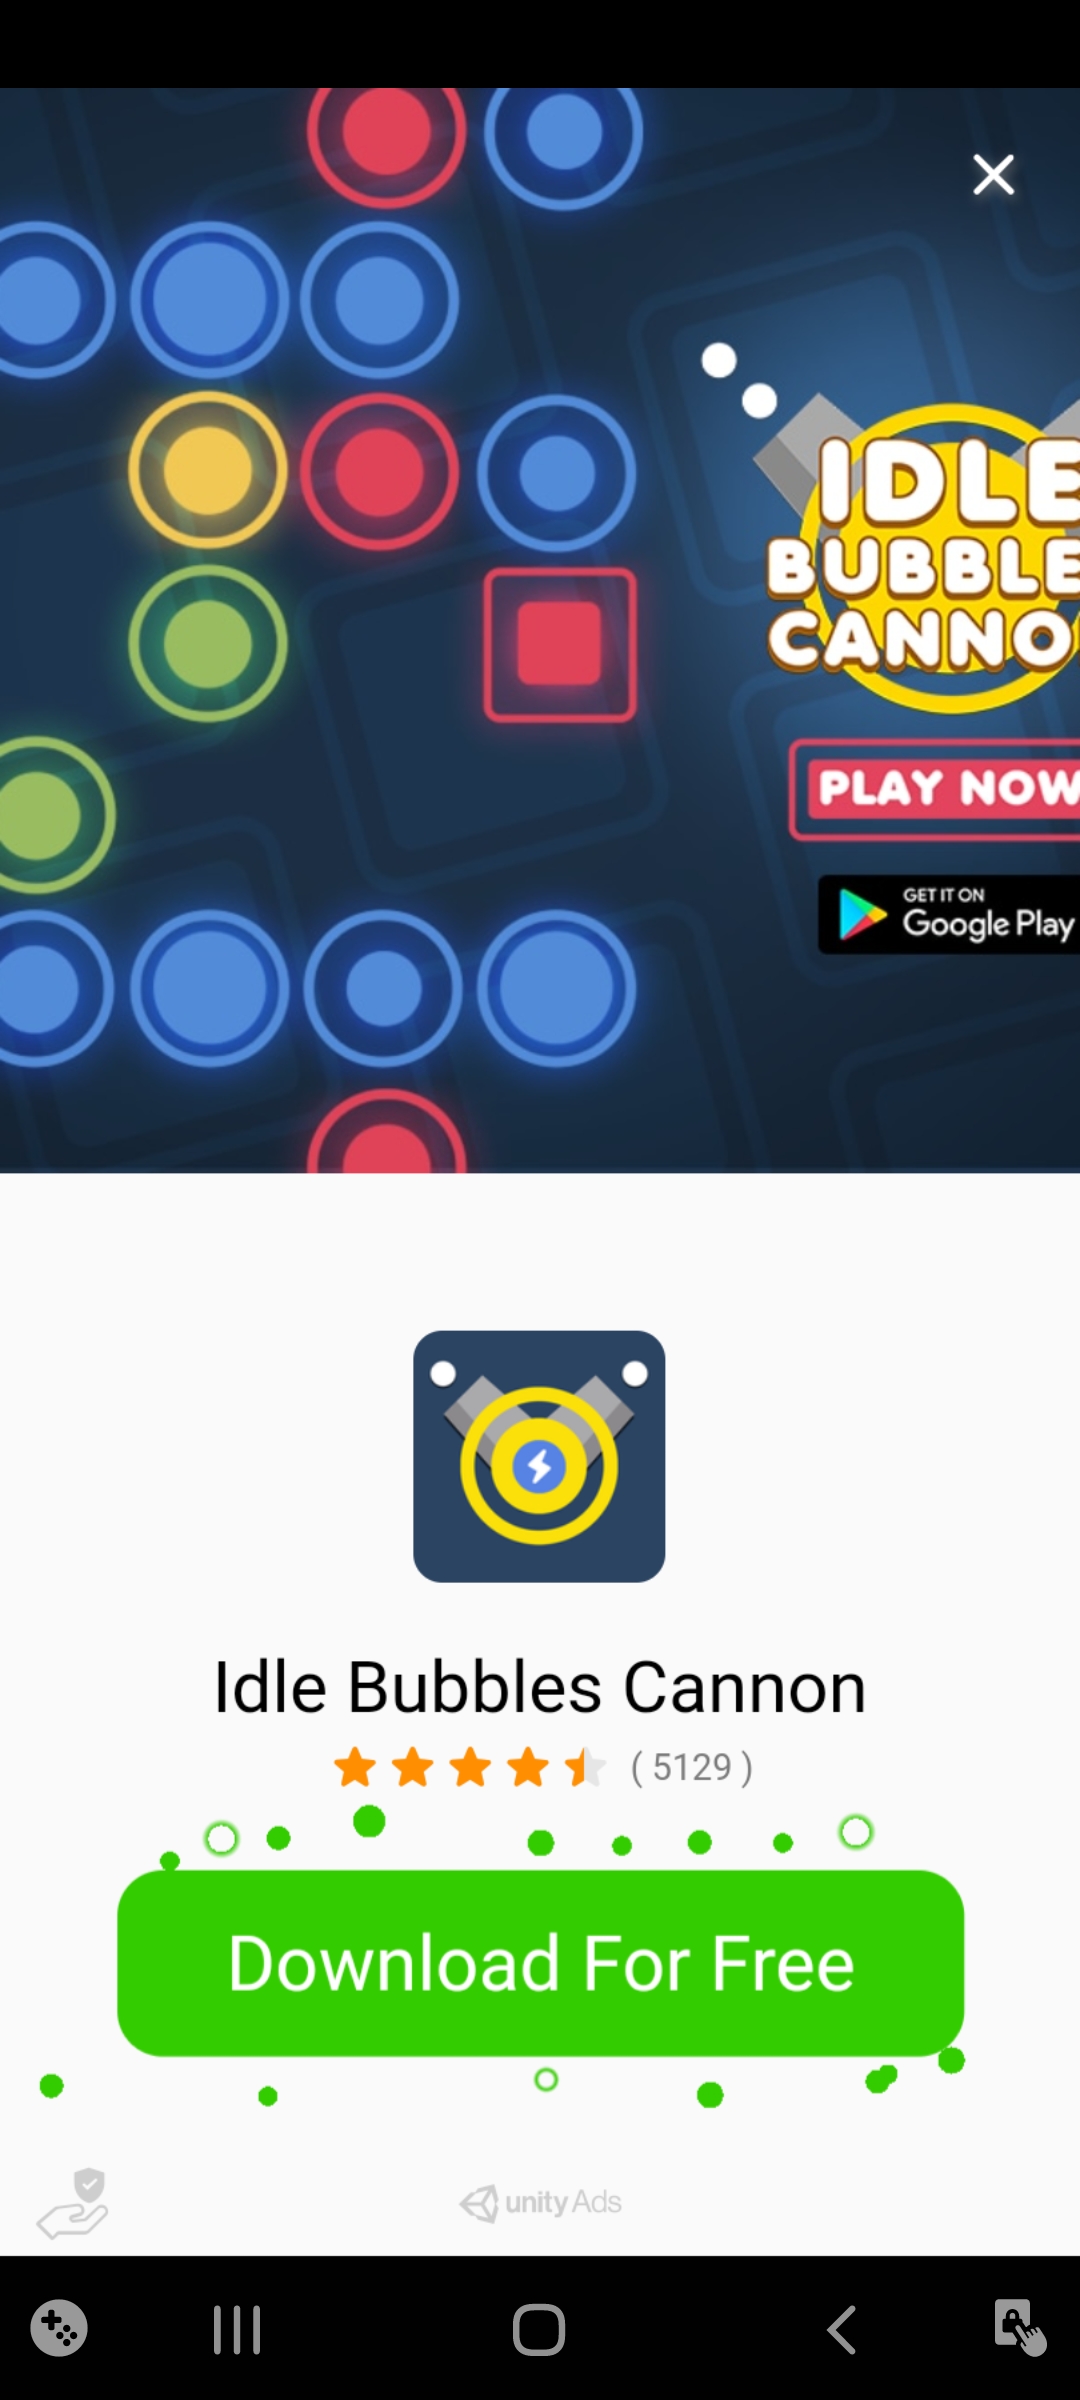 IDLE
BUBBLE
CANNO
PLAY NOW
GET IT ON
Google Play
Idle Bubbles Cannon
( 5129 )
Download For Free
unity Ads